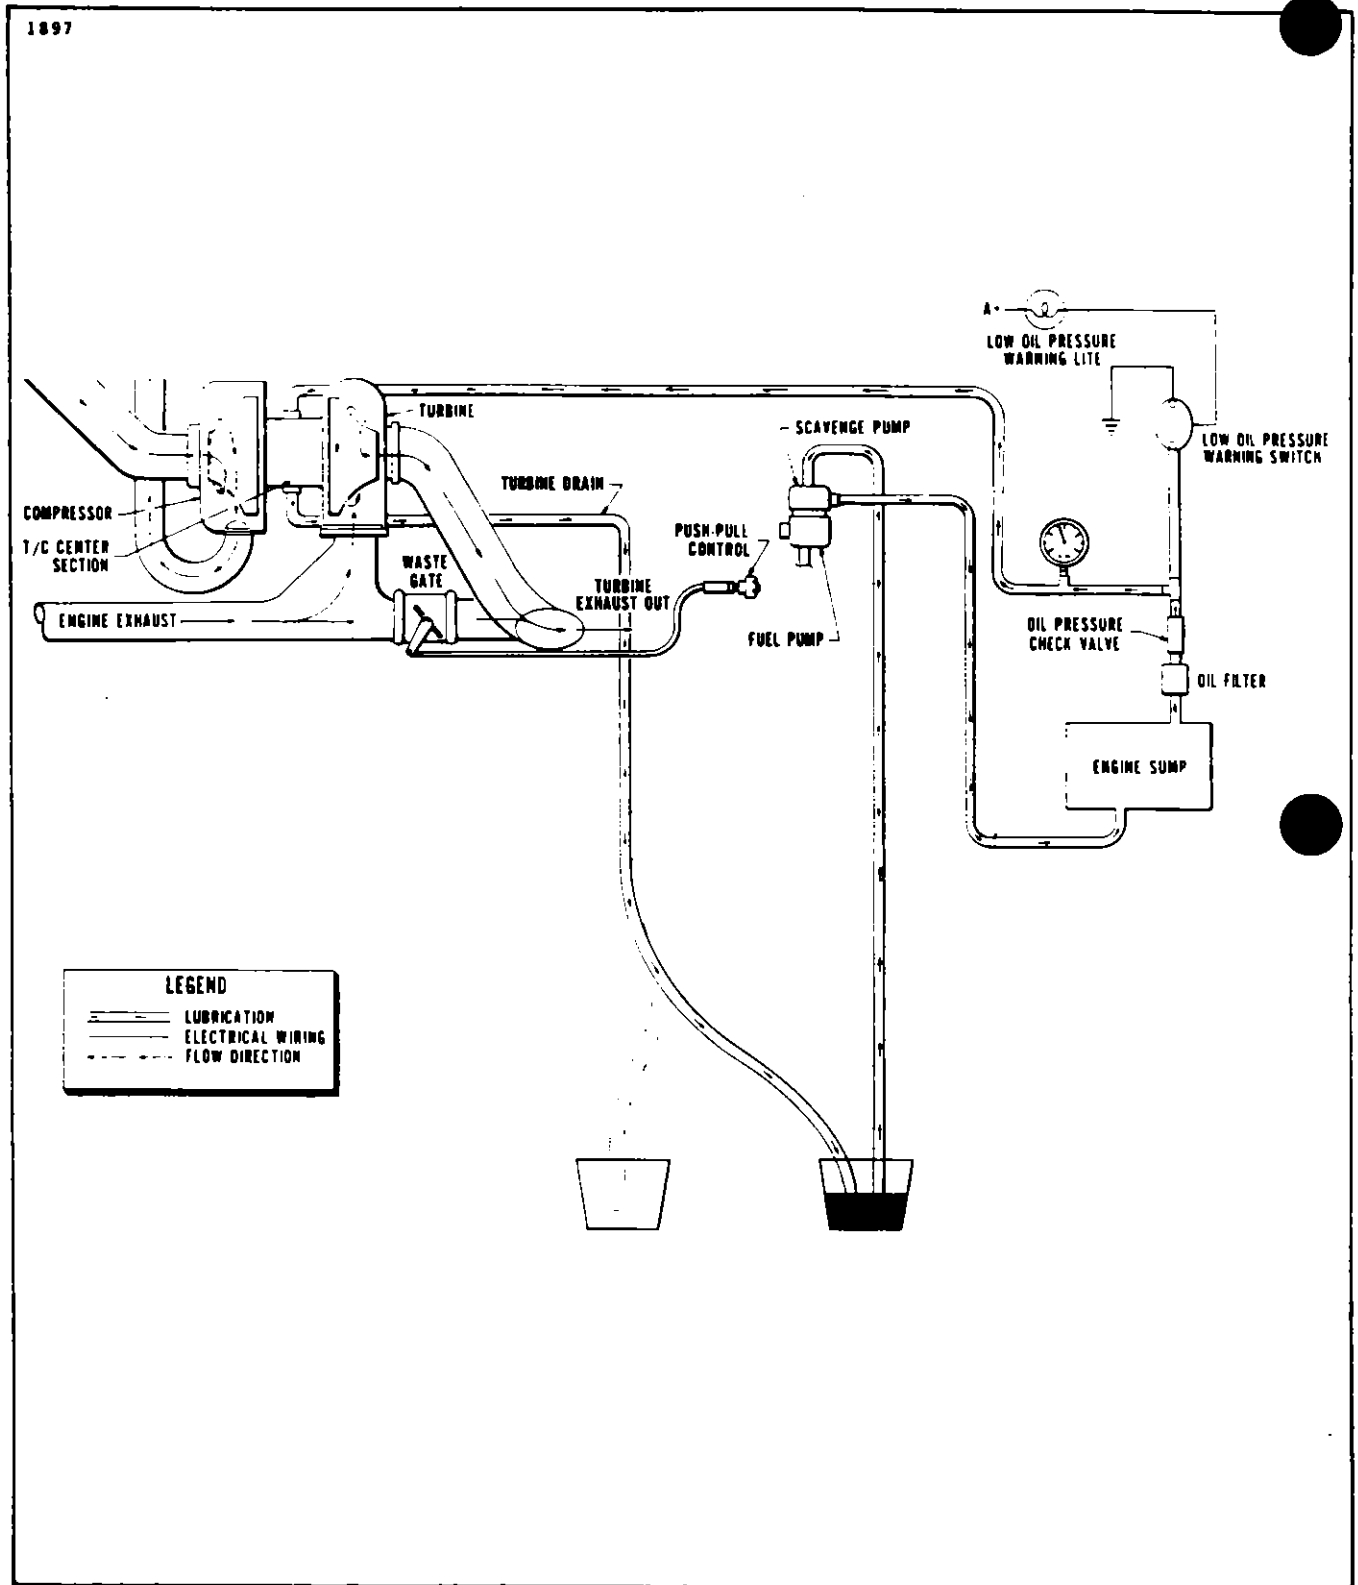 1897
A+
LOW OIL PRESSURE
WARNING LITE
TURBINE
SCAVENGE PUMP
LOW OIL PRESSURE
WARNING SWITCH
TURBINE DRAIN
COMPRESSOR
T/C CENTER
SECTION
PUSH-PULL
CONTROL
WASTE
GATE
TURBINE
EXHAUST OUT
ENGINE EXHAUST
FUEL PUMP
OIL PRESSURE
CHECK VALVE
OIL FILTER
ENGINE SUMP
LEGEND
LUBRICATION
ELECTRICAL WIRING
FLOW DIRECTION